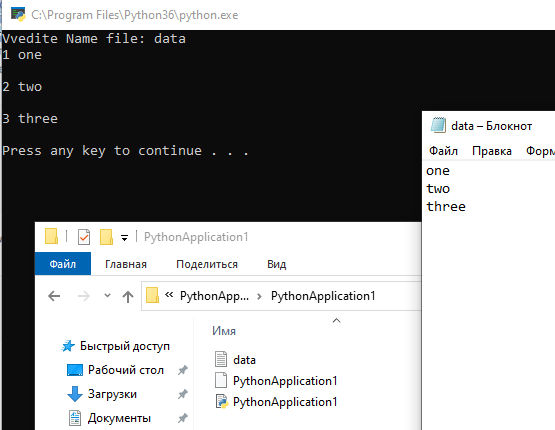 C:\Program Files\Python36\python.exe
Vvedite Name file: data
1 one
2 two
3 three
Press any key to continue . . .
data – Блокнот
Файл Правка Форм
one
two
three
PythonApplication1
Файл Главная Поделиться Вид
PythonApp... PythonApplication1
Имя
Быстрый доступ
Рабочий стол
Загрузки
Документы
data
PythonApplication1
PythonApplication1